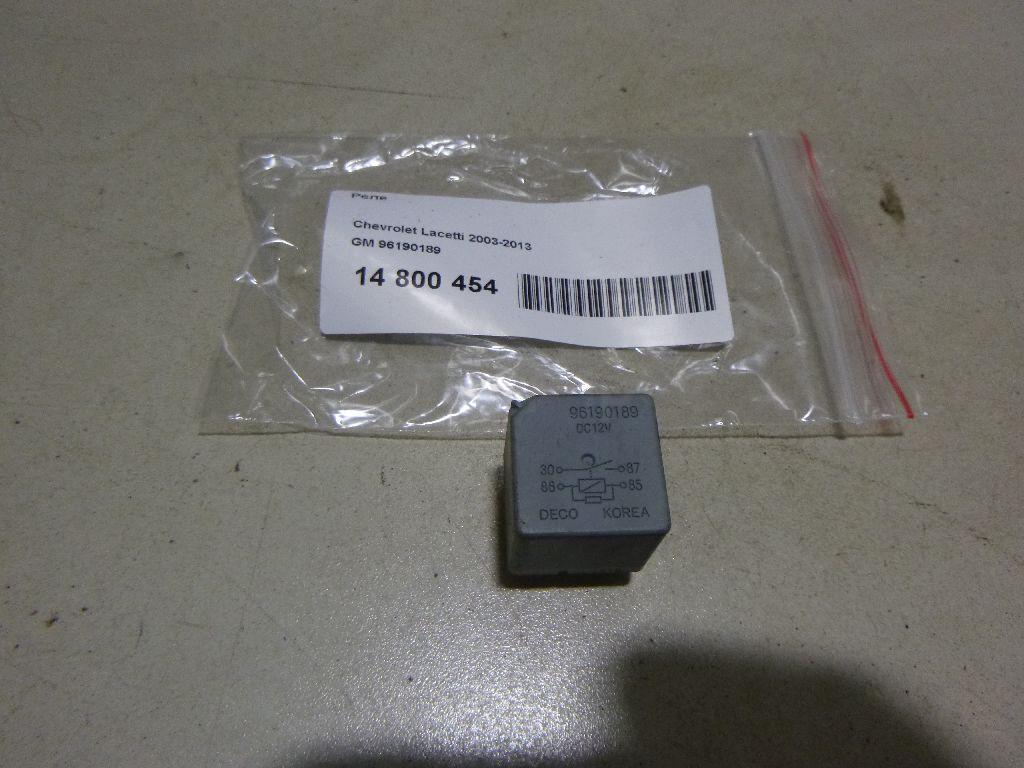 Реле
Chevrolet Lacetti 2003-2013
GM 96190189
14 800 454
96190189
DC12V
30 87
86 85
DECO KOREA